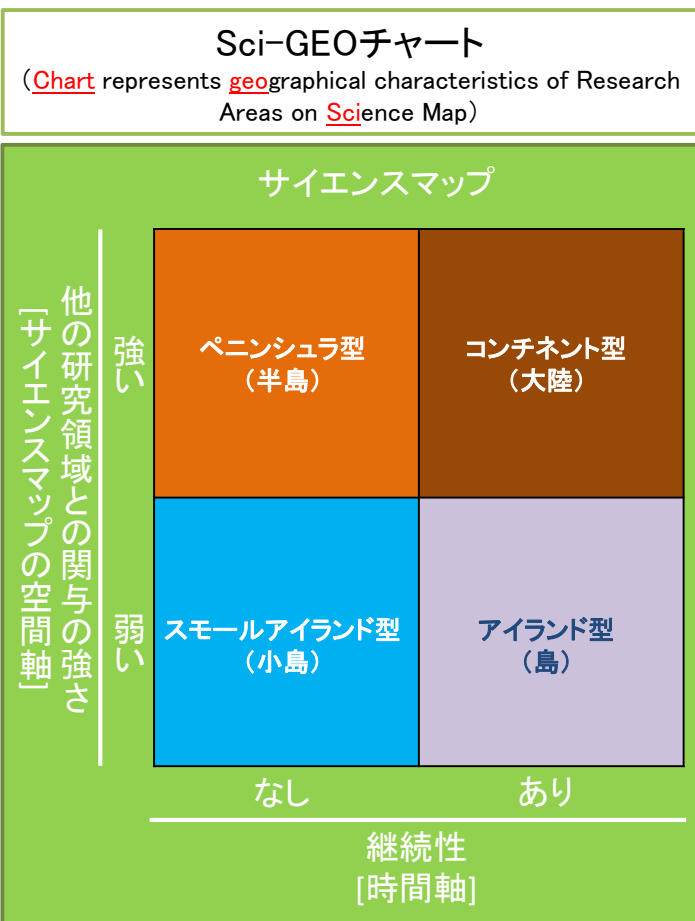 Sci-GEOチャート
（Chart represents geographical characteristics of Research
Areas on Science Map）
サイエンスマップ
他の研究領域との関与の強さ
[サイエンスマップの空間軸]
強い
ペニンシュラ型
（半島）
コンチネント型
（大陸）
弱い
スモールアイランド型
（小島）
アイランド型
（島）
なし
あり
継続性
[時間軸]